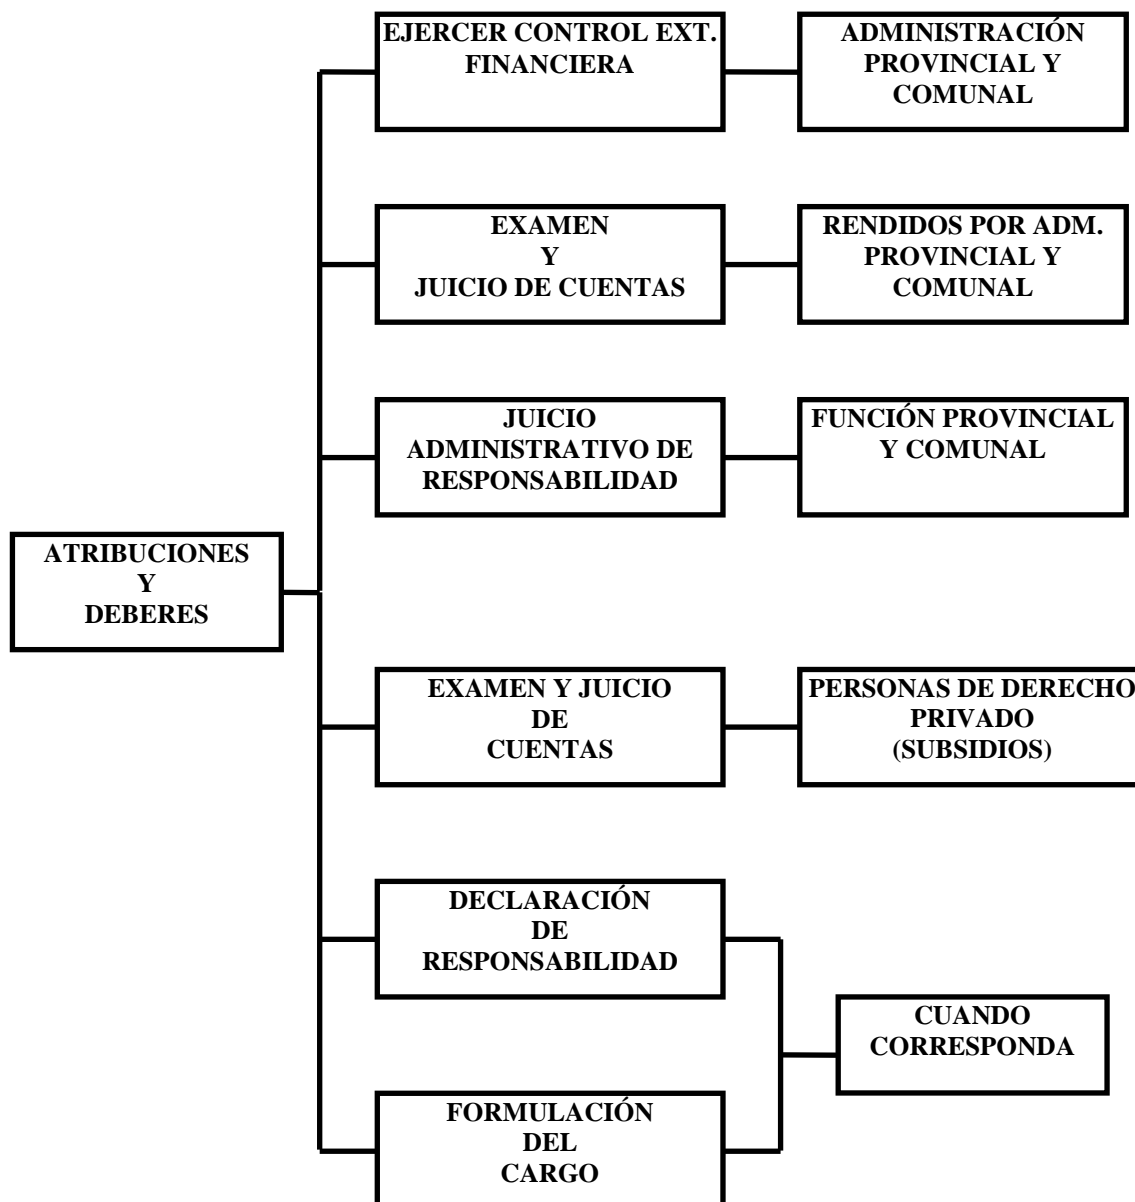 EJERCER CONTROL EXT.
FINANCIERA
ADMINISTRACIÓN
PROVINCIAL Y
COMUNAL
EXAMEN
Y
JUICIO DE CUENTAS
RENDIDOS POR ADM.
PROVINCIAL Y
COMUNAL
JUICIO
ADMINISTRATIVO DE
RESPONSABILIDAD
FUNCIÓN PROVINCIAL
Y COMUNAL
ATRIBUCIONES
Y
DEBERES
EXAMEN Y JUICIO
DE
CUENTAS
PERSONAS DE DERECHO
PRIVADO
(SUBSIDIOS)
DECLARACIÓN
DE
RESPONSABILIDAD
CUANDO
CORRESPONDA
FORMULACIÓN
DEL
CARGO